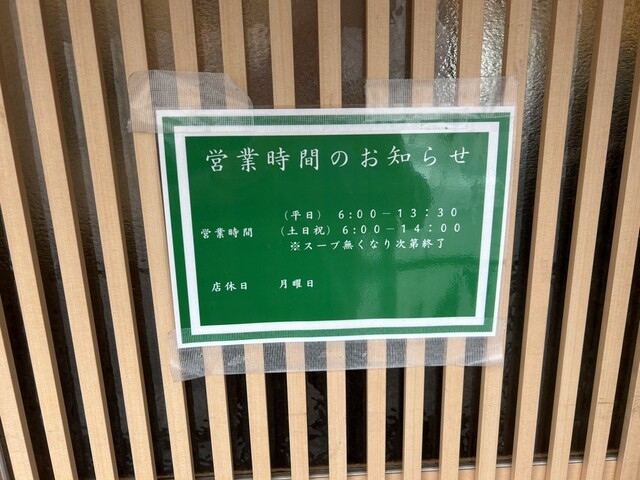 営業時間のお知らせ
(平日) 6:00－13:30
営業時間 (土日祝) 6:00－14:00
※スープ無くなり次第終了
店休日 月曜日